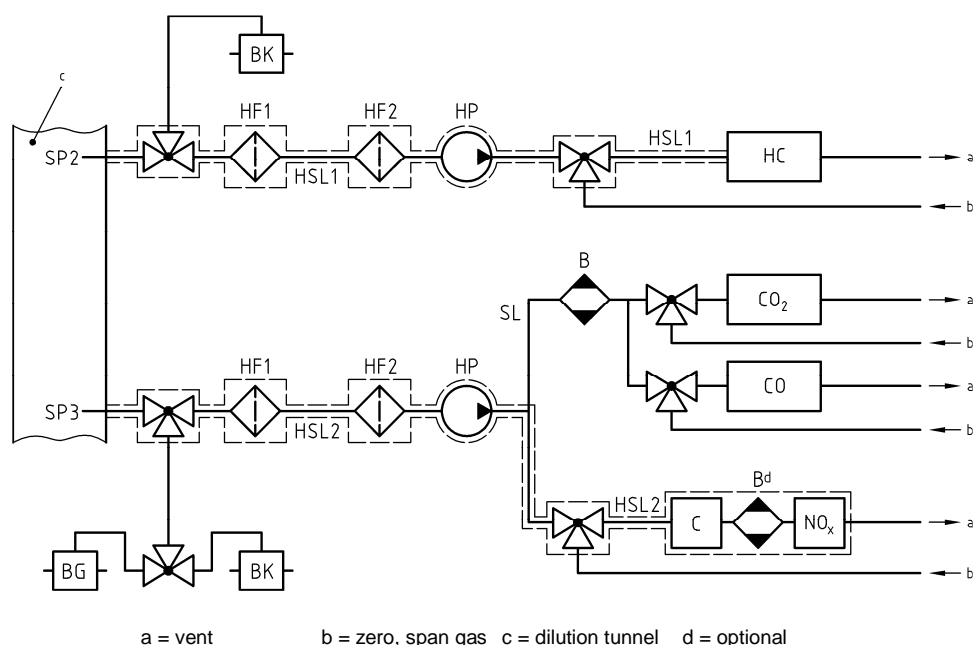 BK
c
HF1 HF2 HP
SP2 HSL1 HSL1 HC a
b
B
SL CO₂ a
b
HF1 HF2 HP
CO a
SP3 HSL2 b
Bᵈ
HSL2 C NOₓ a
BG BK b
a = vent b = zero, span gas c = dilution tunnel d = optional